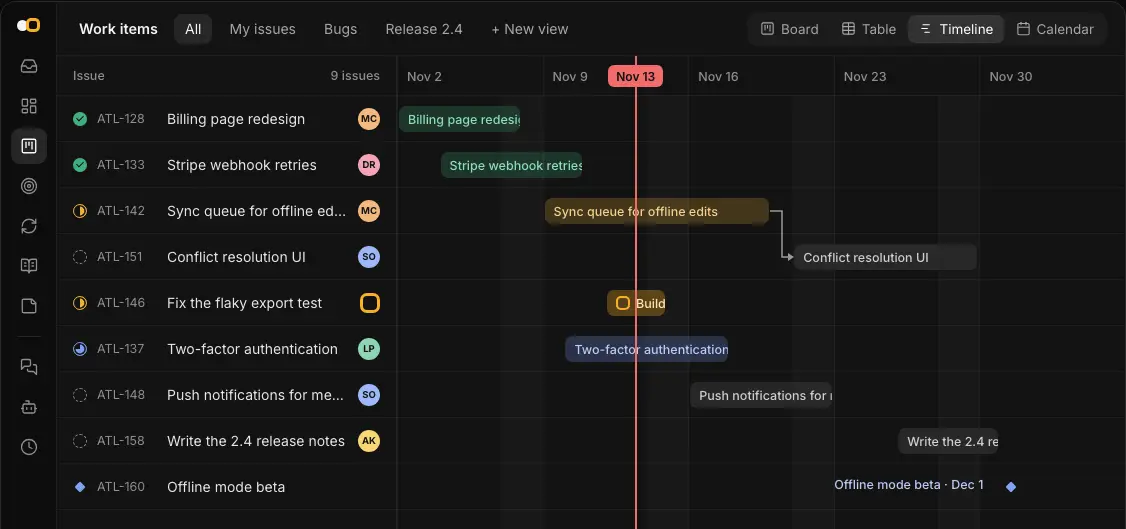 Work items All My issues Bugs Release 2.4 + New view Board Table Timeline Calendar
Issue 9 issues Nov 2 Nov 9 Nov 13 Nov 16 Nov 23 Nov 30
ATL-128 Billing page redesign MC Billing page redesig
ATL-133 Stripe webhook retries DR Stripe webhook retries
ATL-142 Sync queue for offline ed... MC Sync queue for offline edits
ATL-151 Conflict resolution UI SO Conflict resolution UI
ATL-146 Fix the flaky export test Build
ATL-137 Two-factor authentication LP Two-factor authentication
ATL-148 Push notifications for me... SO Push notifications for
ATL-158 Write the 2.4 release notes AK Write the 2.4 re
ATL-160 Offline mode beta Offline mode beta · Dec 1